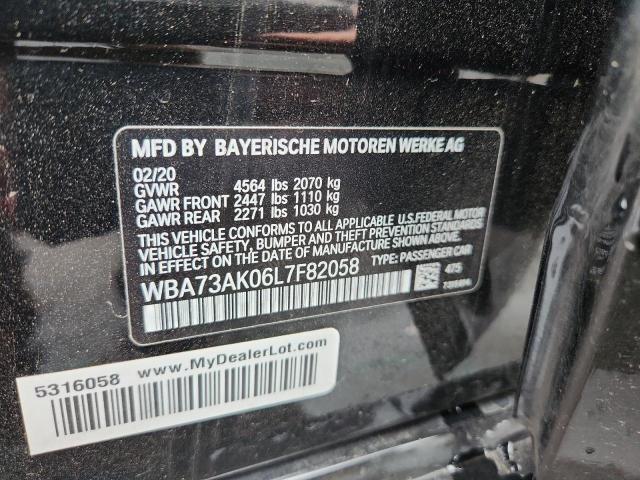 MFD BY BAYERISCHE MOTOREN WERKE AG
02/20
GVWR 4564 lbs 2070 kg
GAWR FRONT 2447 lbs 1110 kg
GAWR REAR 2271 lbs 1030 kg
THIS VEHICLE CONFORMS TO ALL APPLICABLE U.S.FEDERAL MOTOR
VEHICLE SAFETY, BUMPER AND THEFT PREVENTION STANDARDS
IN EFFECT ON THE DATE OF MANUFACTURE SHOWN ABOVE.
WBA73AK06L7F82058 TYPE: PASSENGER CAR
475
5316058 www.MyDealerLot.com